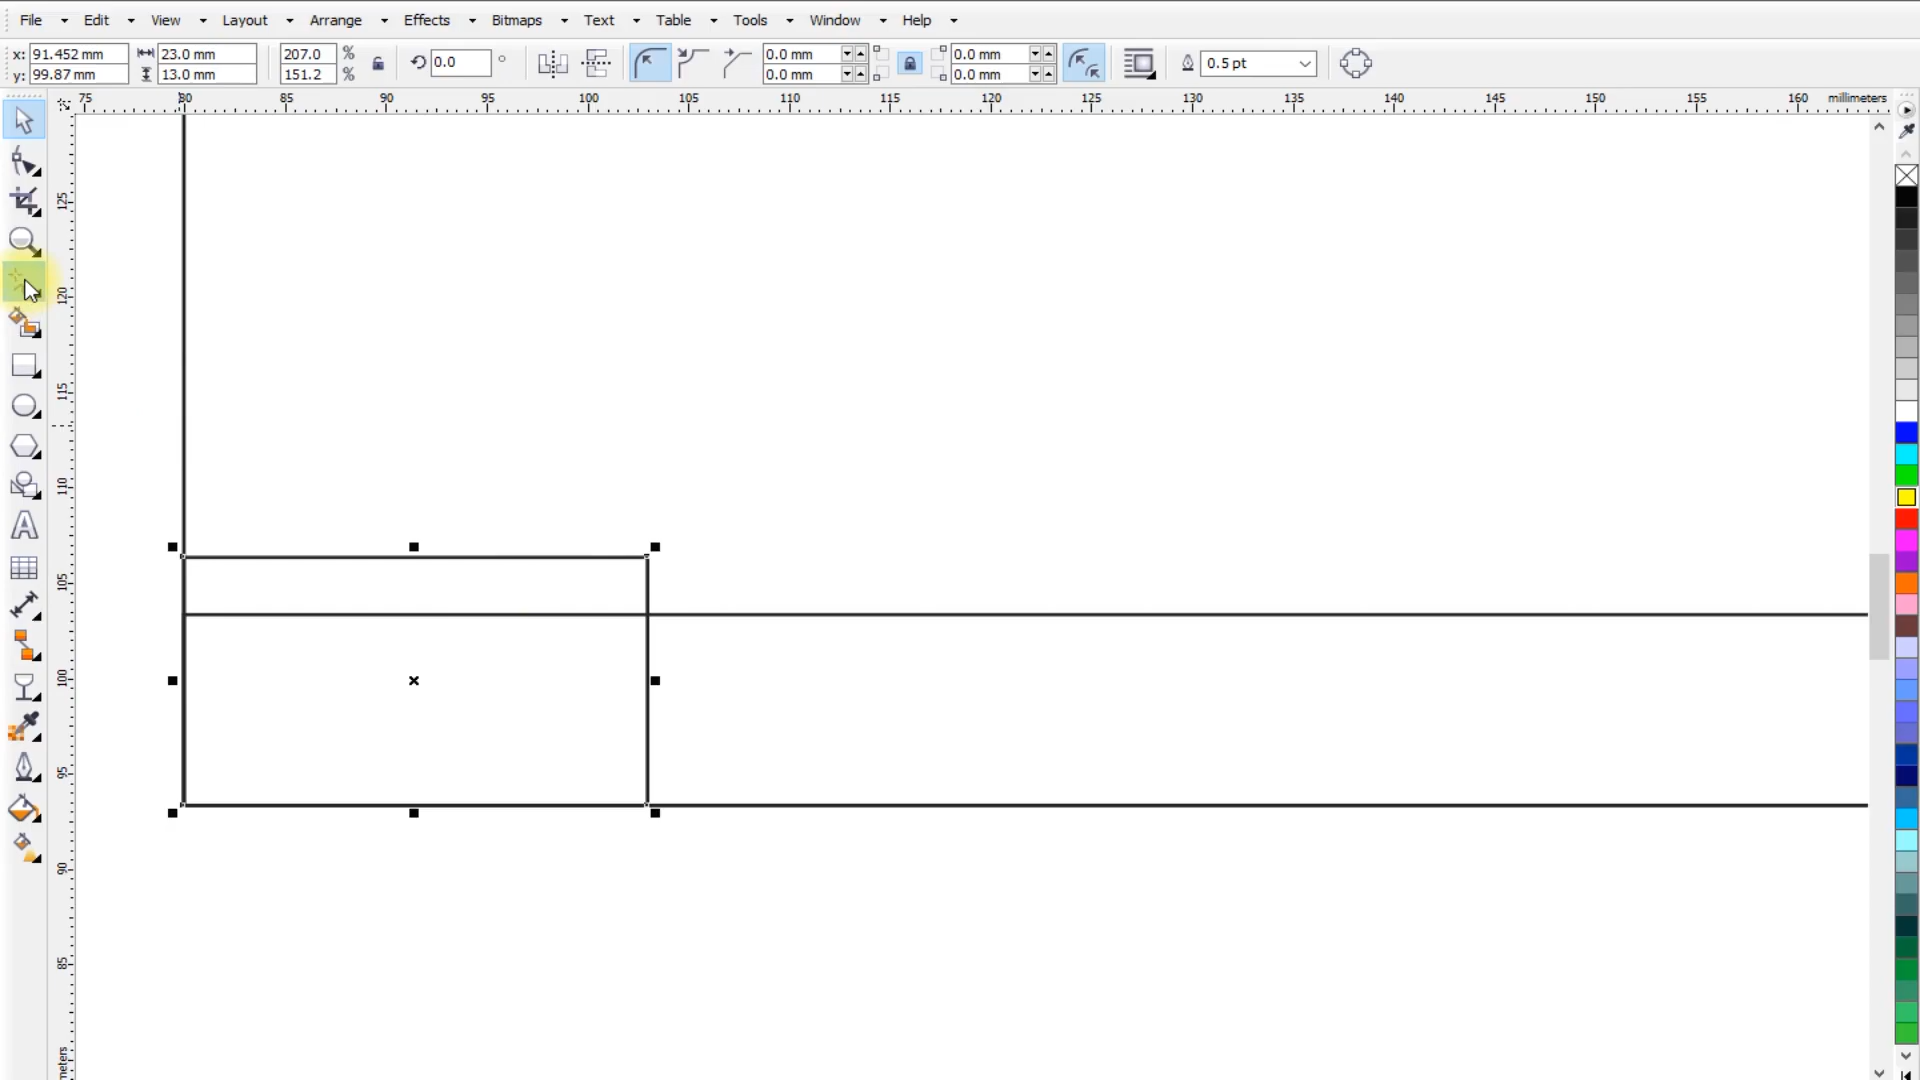 File Edit View Layout Arrange Effects Bitmaps Text Table Tools Window Help
x: 91.452 mm 23.0 mm 207.0 % 0.0 ° 0.0 mm 0.0 mm 0.5 pt
y: 99.87 mm 13.0 mm 151.2 % 0.0 mm 0.0 mm
75 80 85 90 95 100 105 110 115 120 125 130 135 140 145 150 155 160 millimeters
125
120
115
110
105
100
95
90
85